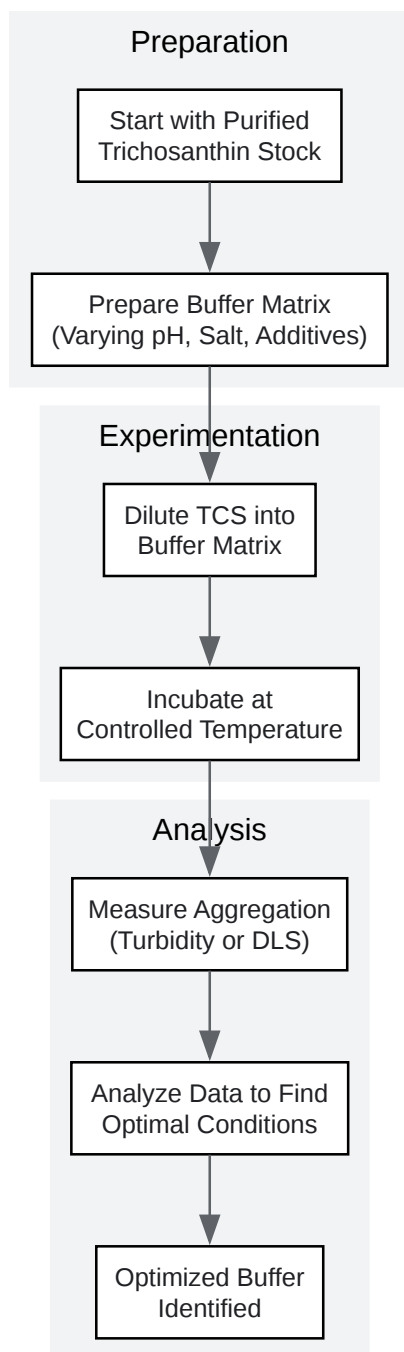 Preparation
Start with Purified
Trichosanthin Stock
Prepare Buffer Matrix
(Varying pH, Salt, Additives)
Experimentation
Dilute TCS into
Buffer Matrix
Incubate at
Controlled Temperature
Analysis
Measure Aggregation
(Turbidity or DLS)
Analyze Data to Find
Optimal Conditions
Optimized Buffer
Identified